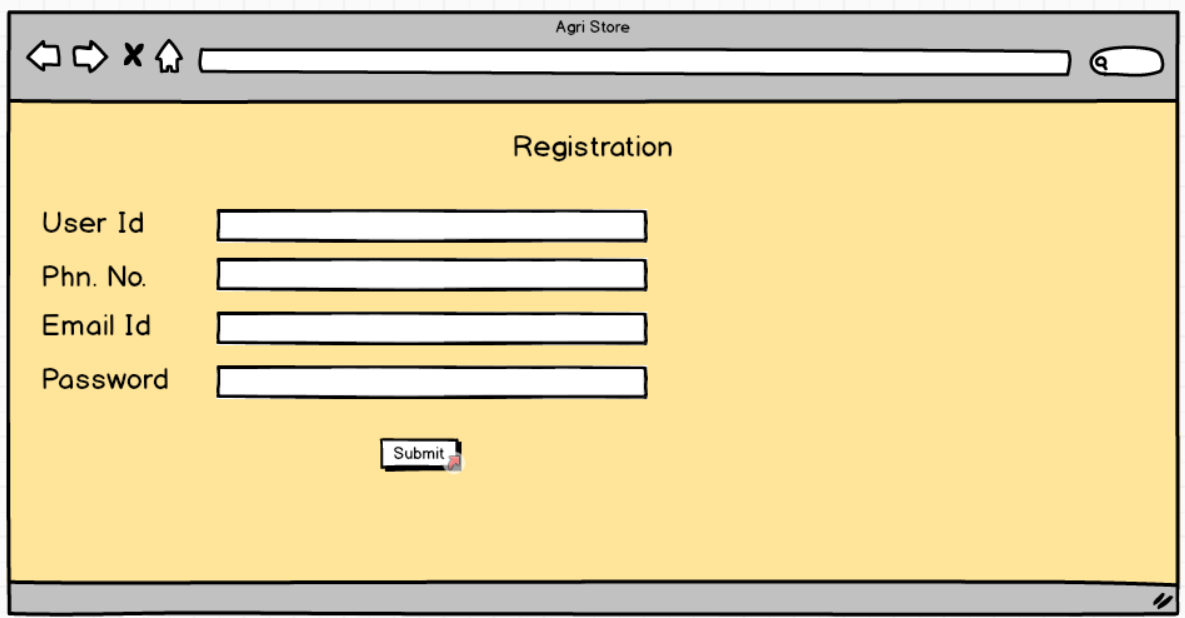 Agri Store
Registration
User Id
Phn. No.
Email Id
Password
Submit